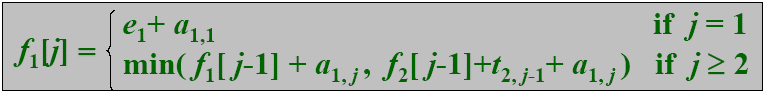 f₁[j] = { e₁+ a₁,₁ if j = 1
min( f₁[ j-1] + a₁,ⱼ , f₂[ j-1]+t₂,ⱼ₋₁+ a₁,ⱼ ) if j ≥ 2